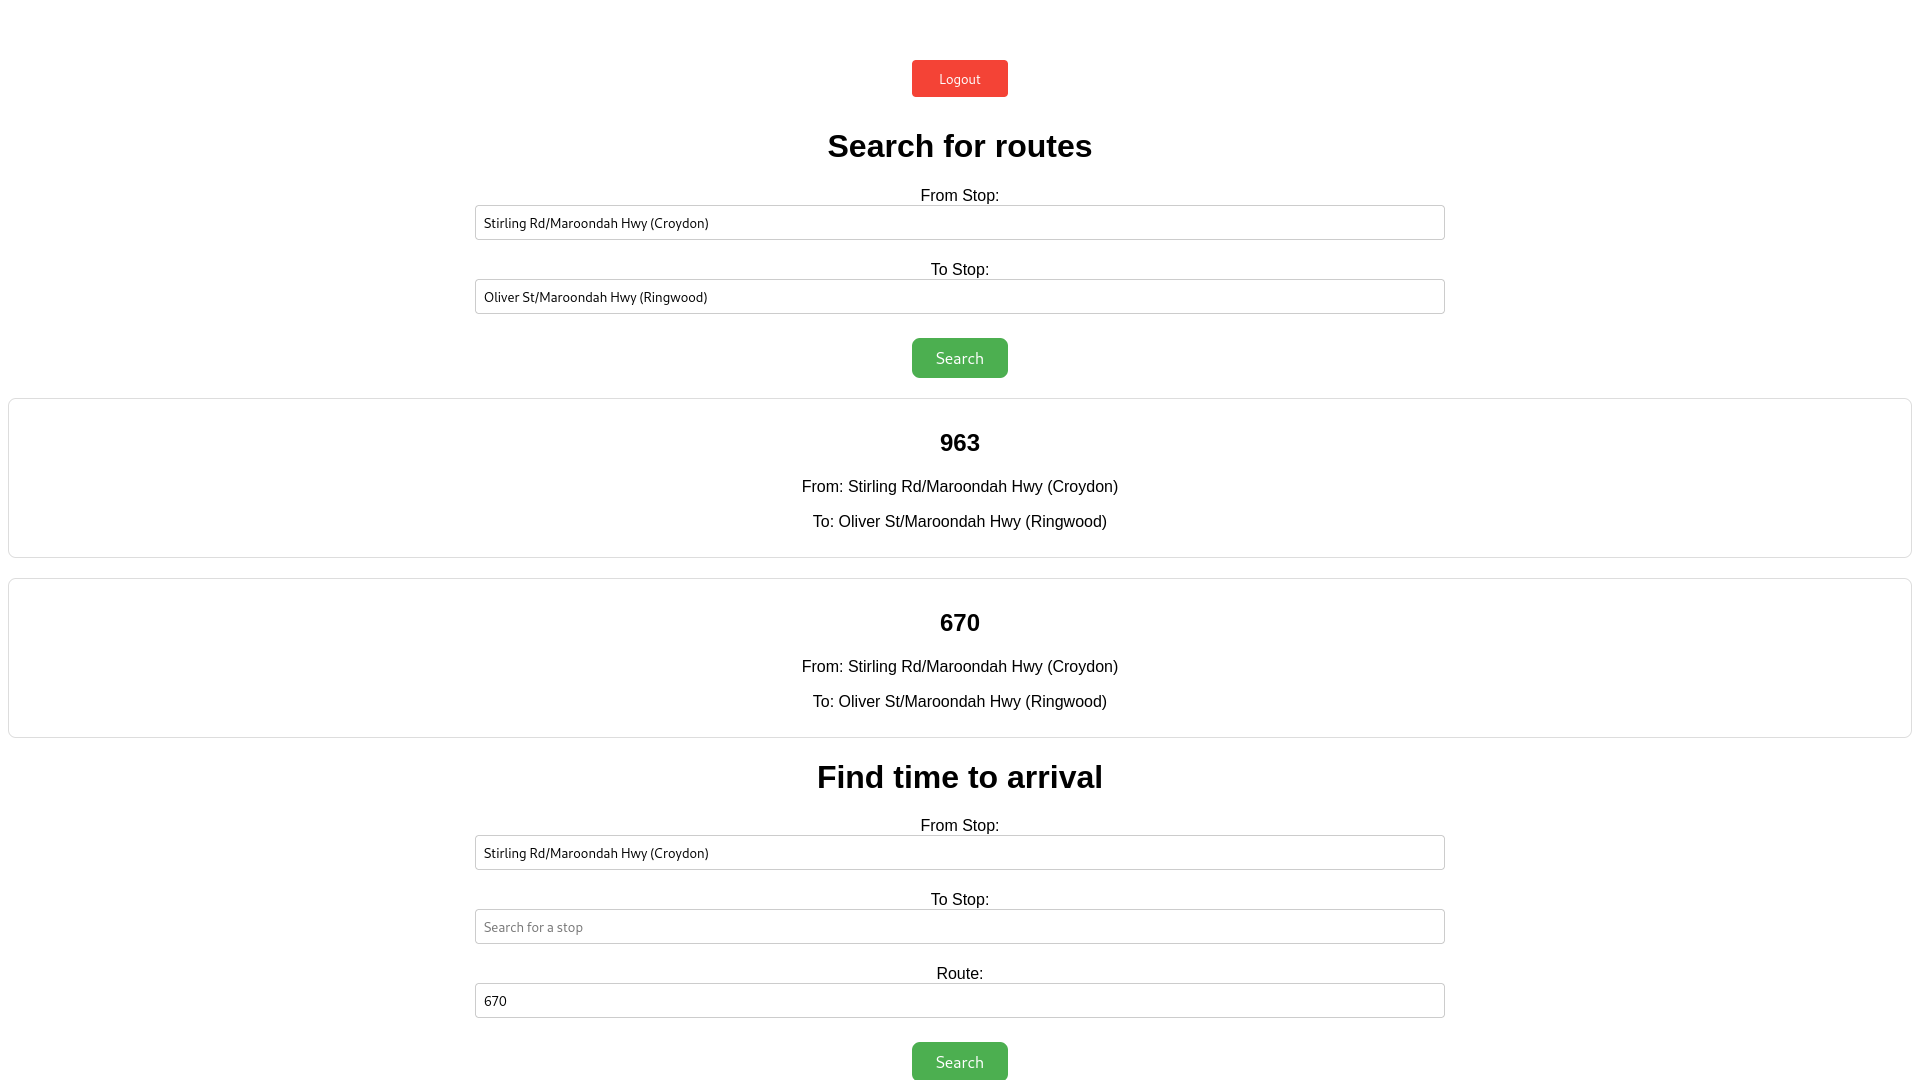 Logout
Search for routes
From Stop:
Stirling Rd/Maroondah Hwy (Croydon)
To Stop:
Oliver St/Maroondah Hwy (Ringwood)
Search
963
From: Stirling Rd/Maroondah Hwy (Croydon)
To: Oliver St/Maroondah Hwy (Ringwood)
670
From: Stirling Rd/Maroondah Hwy (Croydon)
To: Oliver St/Maroondah Hwy (Ringwood)
Find time to arrival
From Stop:
Stirling Rd/Maroondah Hwy (Croydon)
To Stop:
Search for a stop
Route:
670
Search